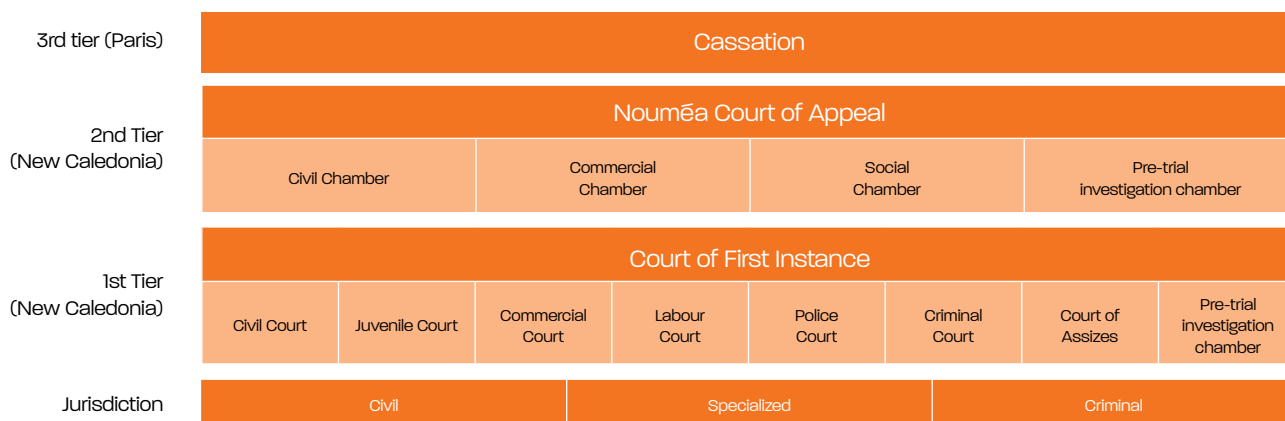 3rd tier (Paris)
Cassation
2nd Tier
(New Caledonia)
Nouméa Court of Appeal
Civil Chamber
Commercial
Chamber
Social
Chamber
Pre-trial
investigation chamber
1st Tier
(New Caledonia)
Court of First Instance
Civil Court
Juvenile Court
Commercial
Court
Labour
Court
Police
Court
Criminal
Court
Court of
Assizes
Pre-trial
investigation
chamber
Jurisdiction
Civil
Specialized
Criminal